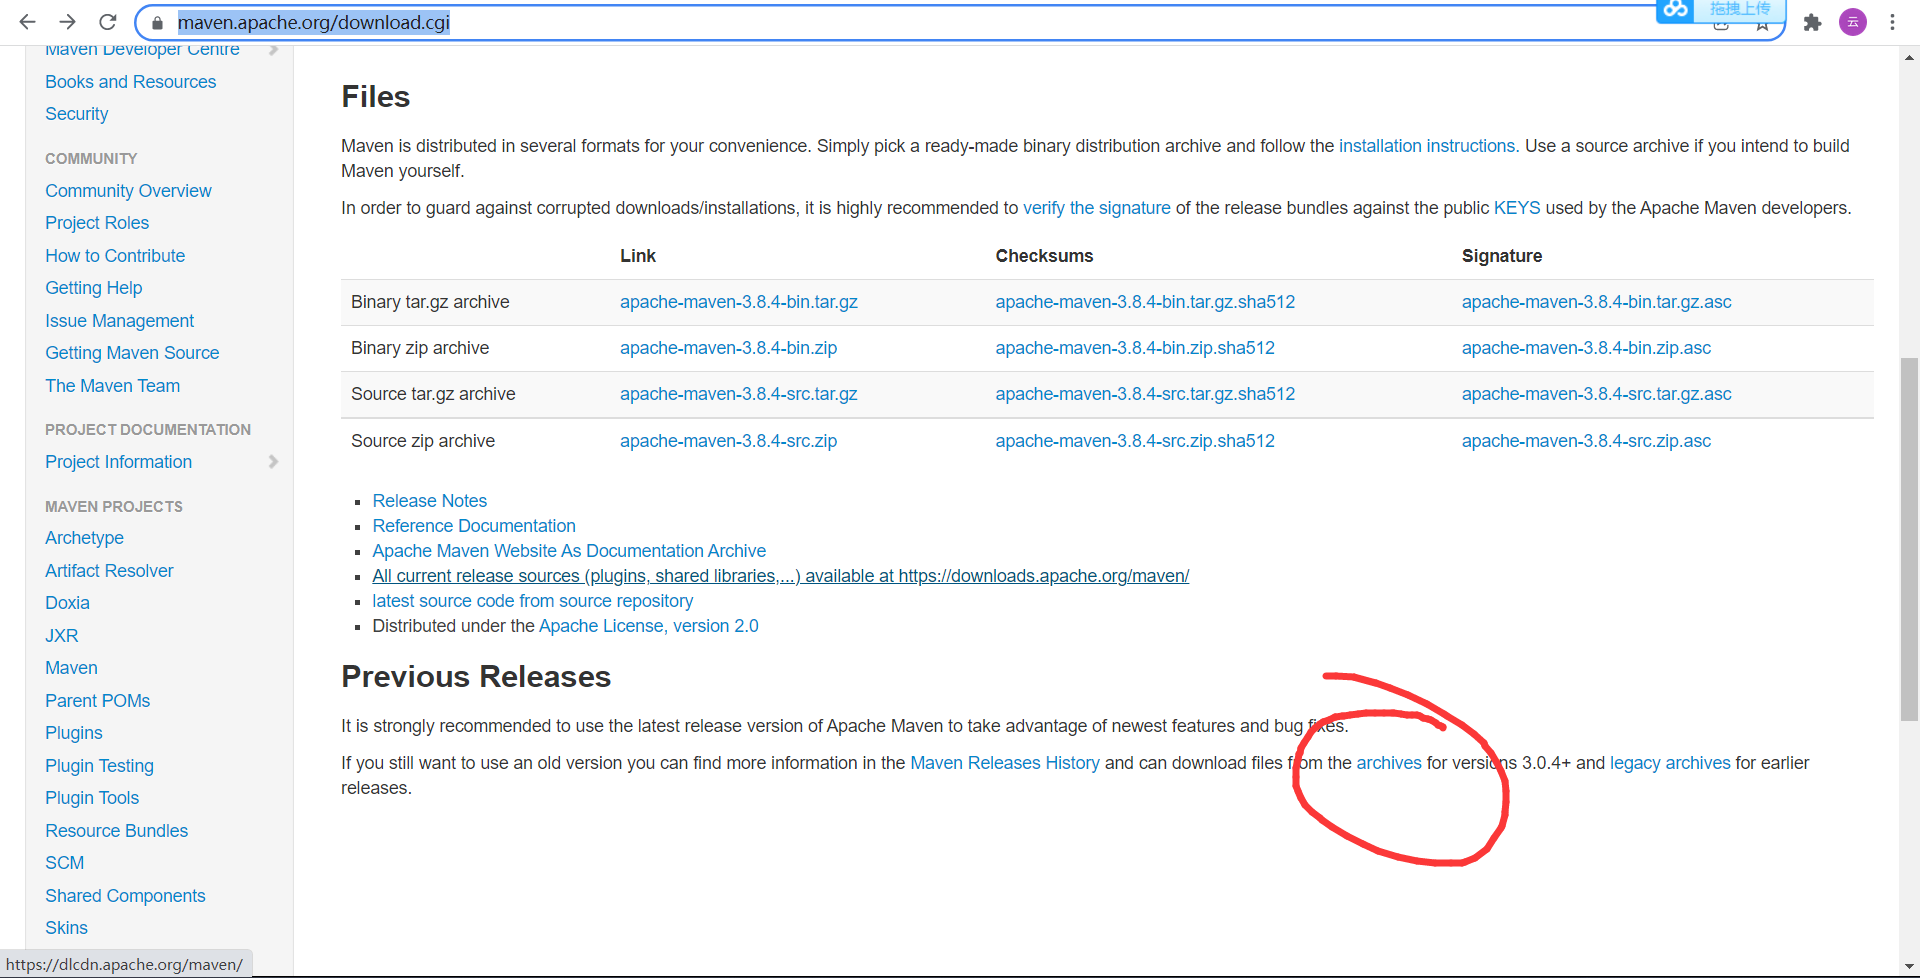 maven.apache.org/download.cgi
拖拽上传
云
Maven Developer Centre
Books and Resources
Security
COMMUNITY
Community Overview
Project Roles
How to Contribute
Getting Help
Issue Management
Getting Maven Source
The Maven Team
PROJECT DOCUMENTATION
Project Information
MAVEN PROJECTS
Archetype
Artifact Resolver
Doxia
JXR
Maven
Parent POMs
Plugins
Plugin Testing
Plugin Tools
Resource Bundles
SCM
Shared Components
Skins
Files
Maven is distributed in several formats for your convenience. Simply pick a ready-made binary distribution archive and follow the installation instructions. Use a source archive if you intend to build
Maven yourself.
In order to guard against corrupted downloads/installations, it is highly recommended to verify the signature of the release bundles against the public KEYS used by the Apache Maven developers.
Link Checksums Signature
Binary tar.gz archive apache-maven-3.8.4-bin.tar.gz apache-maven-3.8.4-bin.tar.gz.sha512 apache-maven-3.8.4-bin.tar.gz.asc
Binary zip archive apache-maven-3.8.4-bin.zip apache-maven-3.8.4-bin.zip.sha512 apache-maven-3.8.4-bin.zip.asc
Source tar.gz archive apache-maven-3.8.4-src.tar.gz apache-maven-3.8.4-src.tar.gz.sha512 apache-maven-3.8.4-src.tar.gz.asc
Source zip archive apache-maven-3.8.4-src.zip apache-maven-3.8.4-src.zip.sha512 apache-maven-3.8.4-src.zip.asc
Release Notes
Reference Documentation
Apache Maven Website As Documentation Archive
All current release sources (plugins, shared libraries,...) available at https://downloads.apache.org/maven/
latest source code from source repository
Distributed under the Apache License, version 2.0
Previous Releases
It is strongly recommended to use the latest release version of Apache Maven to take advantage of newest features and bug fixes.
If you still want to use an old version you can find more information in the Maven Releases History and can download files from the archives for versions 3.0.4+ and legacy archives for earlier
releases.
https://dlcdn.apache.org/maven/